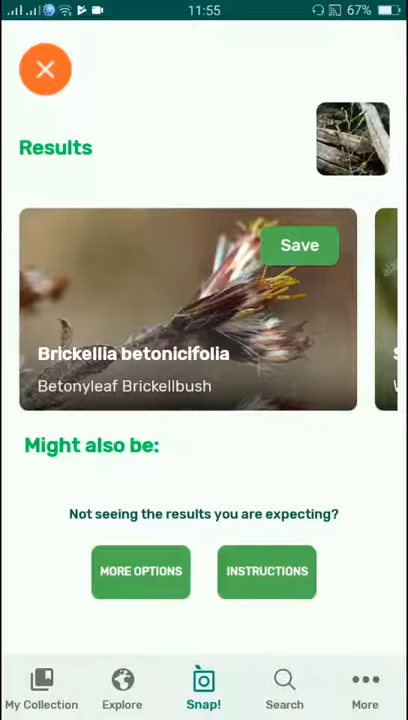 11:55
67%
Results
Save
Brickellia betonicifolia
Betonyleaf Brickellbush
Might also be:
Not seeing the results you are expecting?
MORE OPTIONS
INSTRUCTIONS
My Collection
Explore
Snap!
Search
More